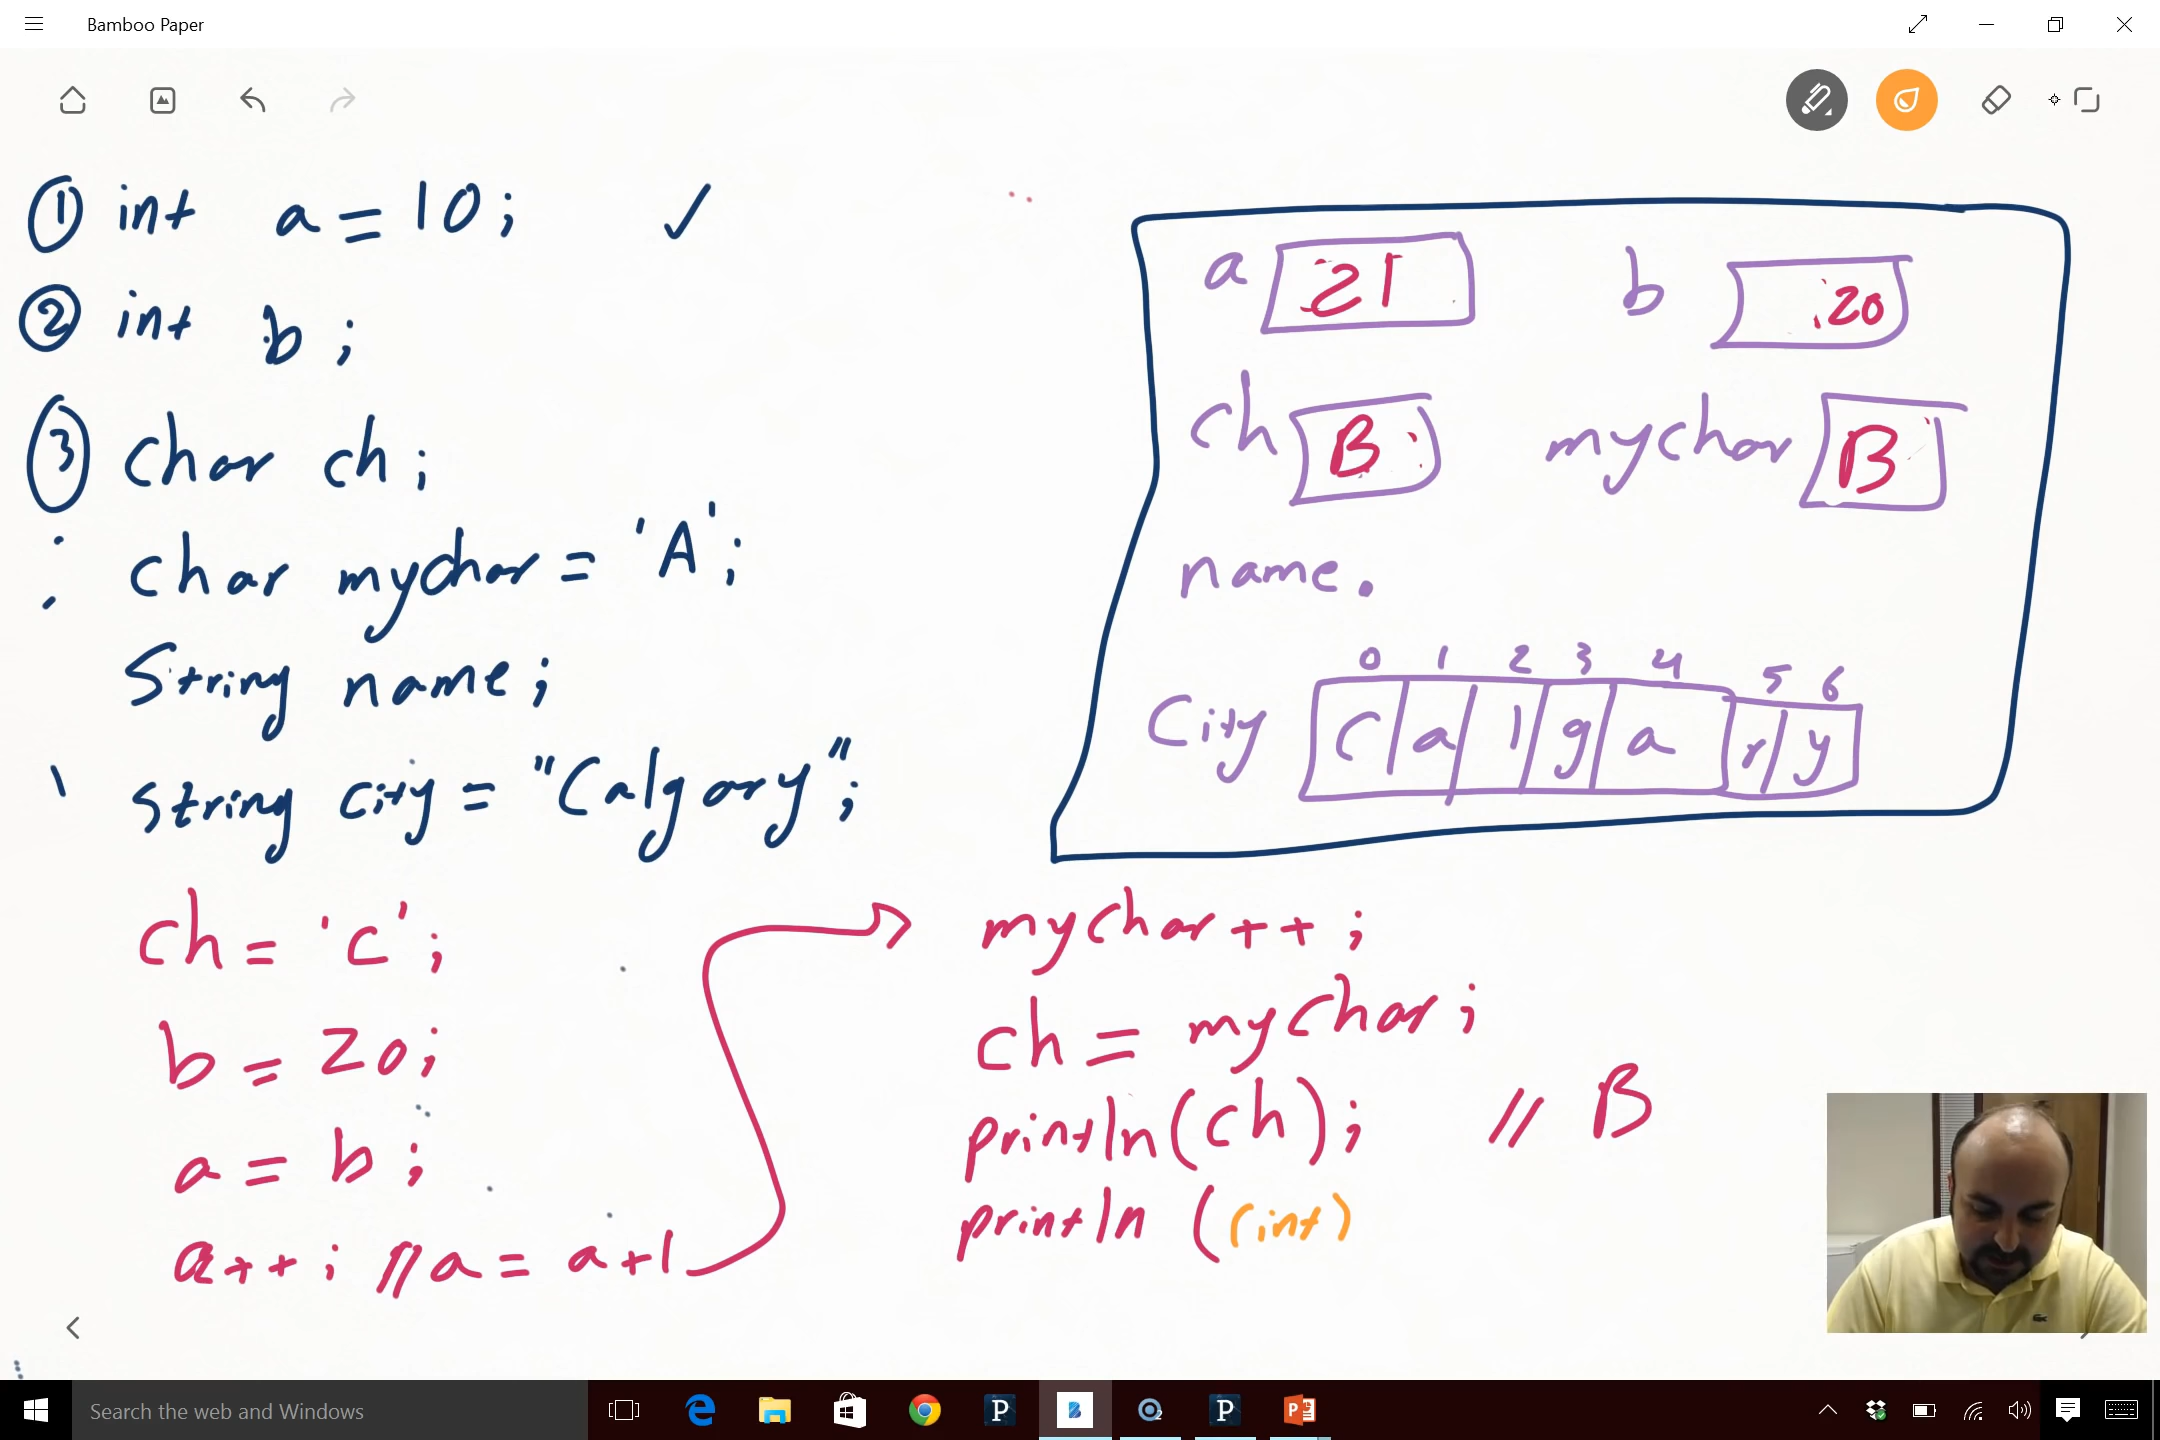 Bamboo Paper
① int a = 10; ✓
② int b ;
③ char ch ;
char mychar = 'A';
String name ;
string city = "Calgary";
ch = 'c' ;
b = 20;
a = b ;
a++ ; // a = a+1
a 21 b 20
ch B mychar B
name.
0 1 2 3 4 5 6
City C a l g a r y
mychar++ ;
ch = mychar ;
println(ch) ; // B
println ((int)
Search the web and Windows